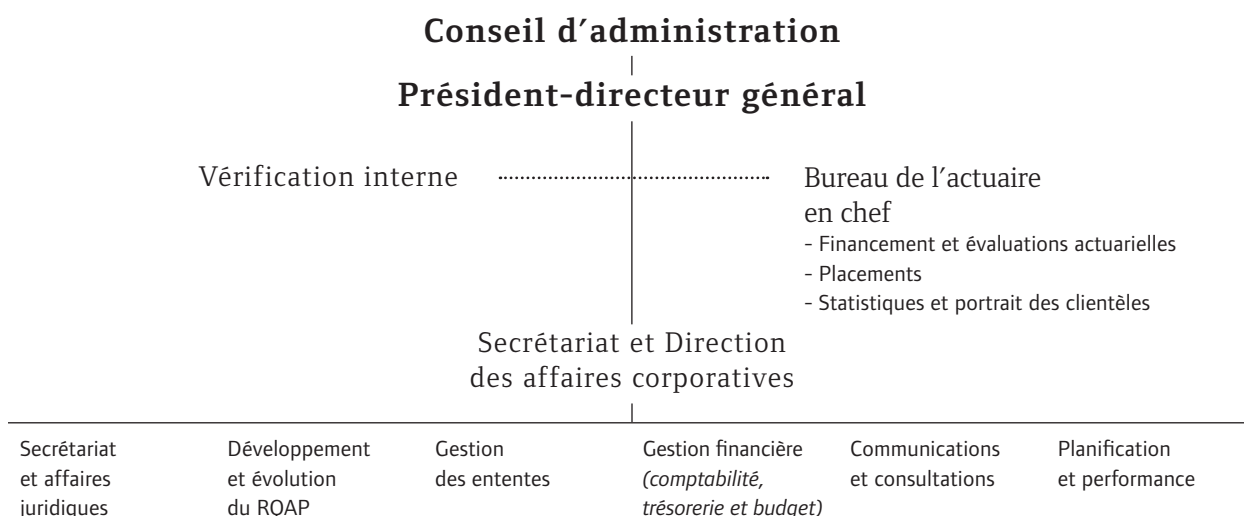 Conseil d’administration
Président-directeur général
Vérification interne
Bureau de l’actuaire
en chef
- Financement et évaluations actuarielles
- Placements
- Statistiques et portrait des clientèles
Secrétariat et Direction
des affaires corporatives
Secrétariat
et affaires
juridiques
Développement
et évolution
du RQAP
Gestion
des ententes
Gestion financière
(comptabilité,
trésorerie et budget)
Communications
et consultations
Planification
et performance